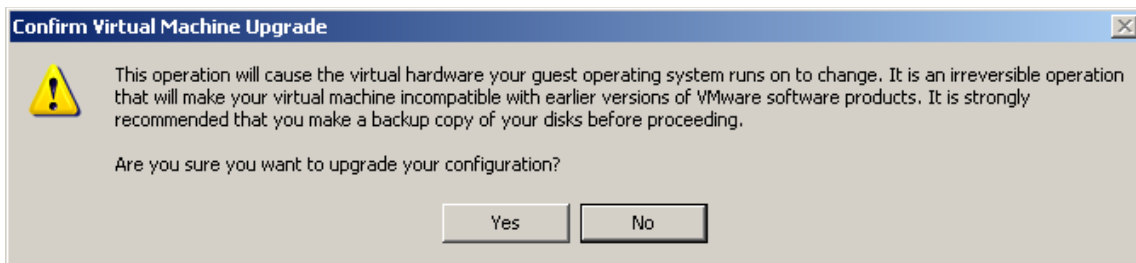 Confirm Virtual Machine Upgrade
This operation will cause the virtual hardware your guest operating system runs on to change. It is an irreversible operation
that will make your virtual machine incompatible with earlier versions of VMware software products. It is strongly
recommended that you make a backup copy of your disks before proceeding.
Are you sure you want to upgrade your configuration?
Yes No